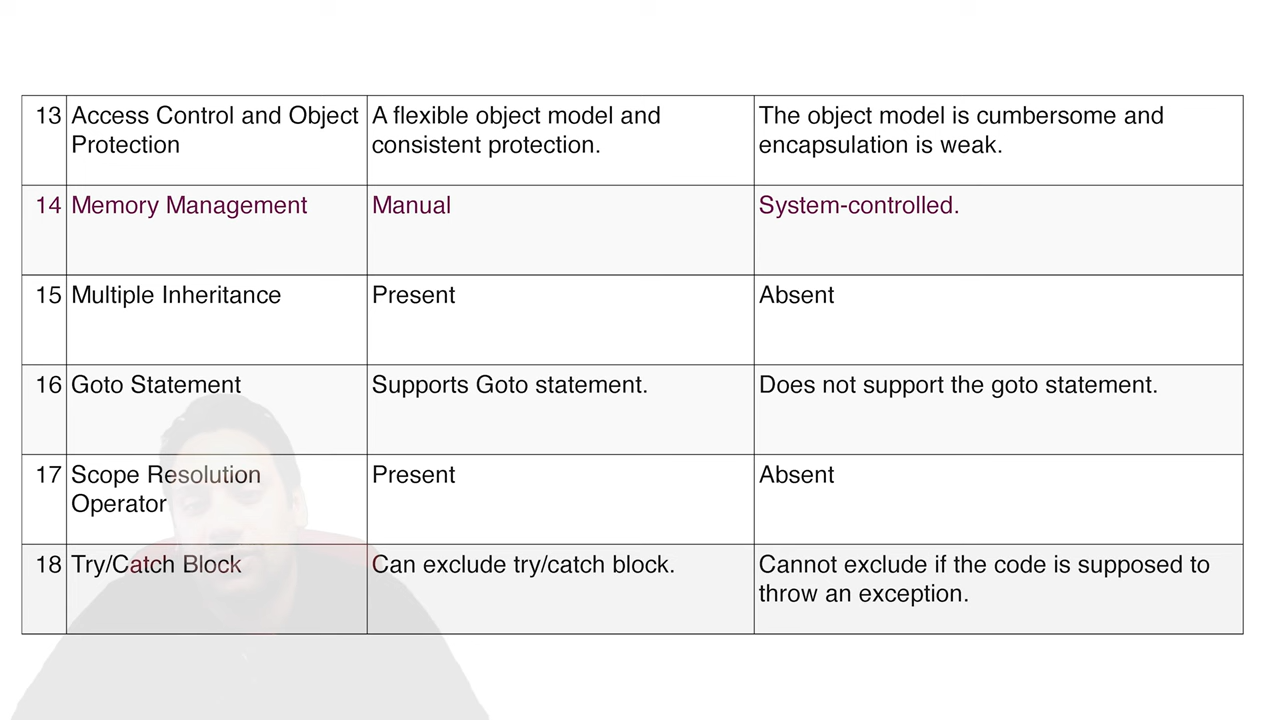 13 Access Control and Object Protection A flexible object model and consistent protection. The object model is cumbersome and encapsulation is weak.
14 Memory Management Manual System-controlled.
15 Multiple Inheritance Present Absent
16 Goto Statement Supports Goto statement. Does not support the goto statement.
17 Scope Resolution Operator Present Absent
18 Try/Catch Block Can exclude try/catch block. Cannot exclude if the code is supposed to throw an exception.